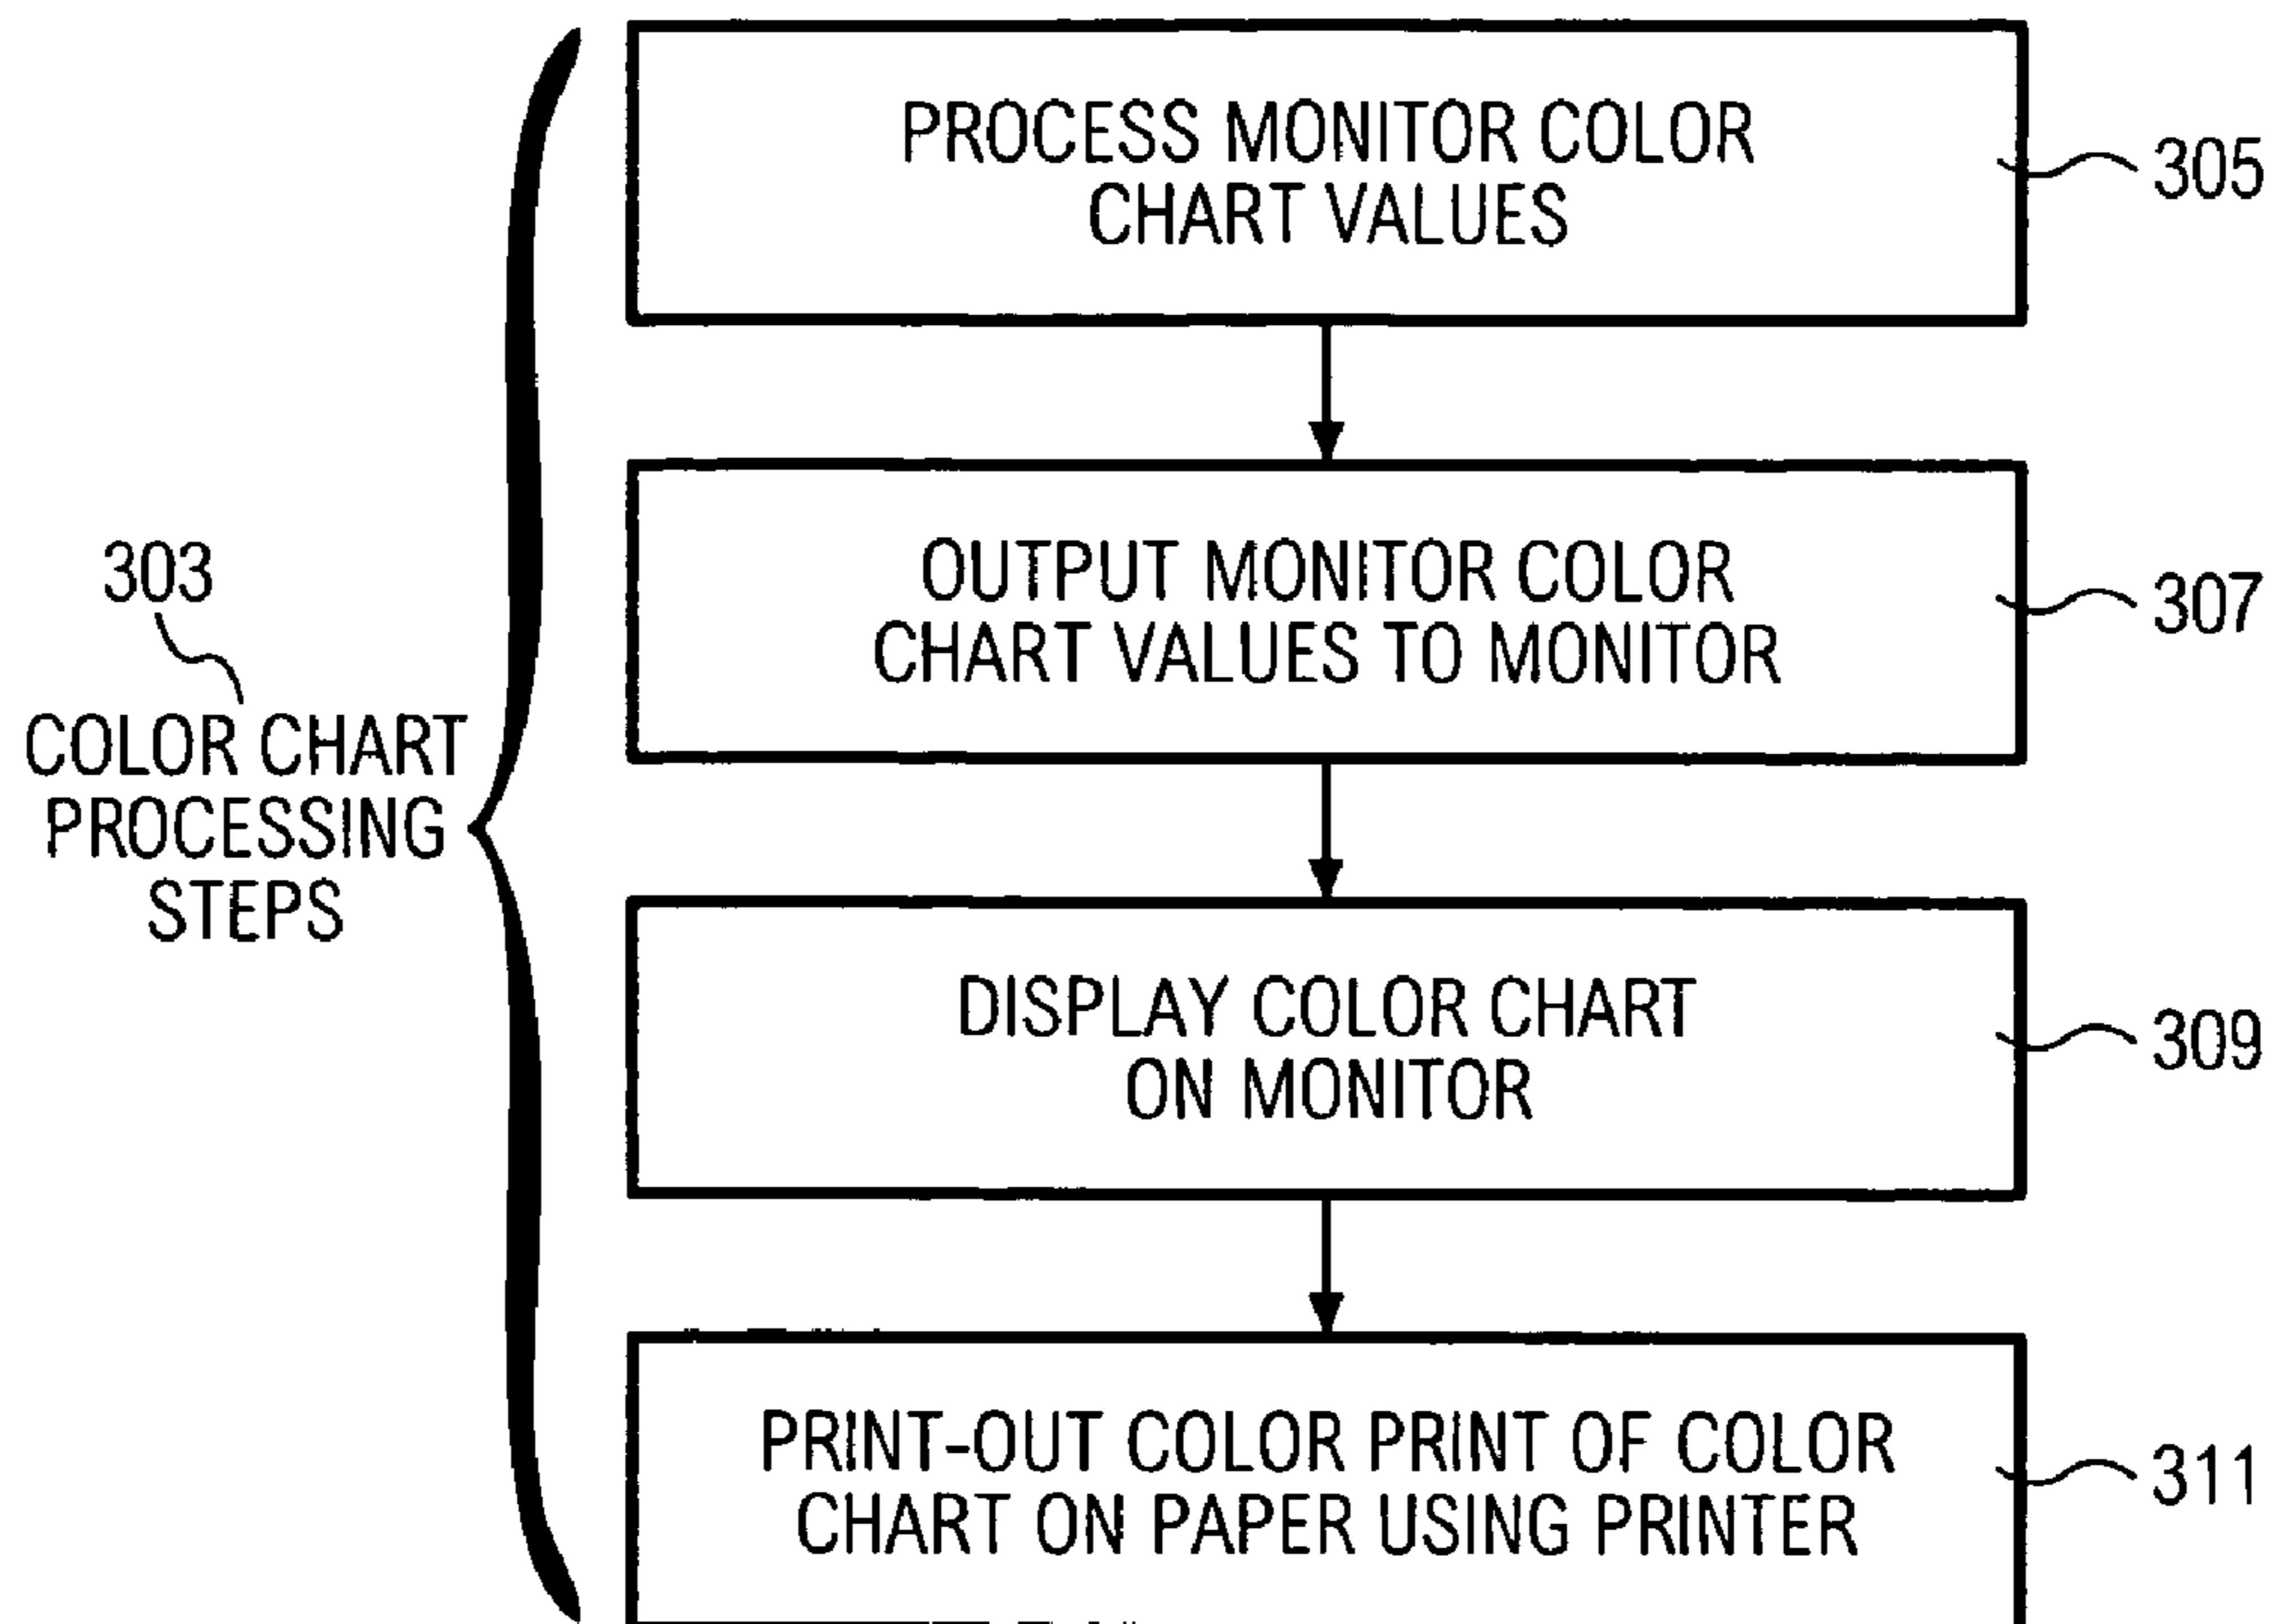 PROCESS MONITOR COLOR
CHART VALUES
305
OUTPUT MONITOR COLOR
CHART VALUES TO MONITOR
307
303
COLOR CHART
PROCESSING
STEPS
DISPLAY COLOR CHART
ON MONITOR
309
PRINT-OUT COLOR PRINT OF COLOR
CHART ON PAPER USING PRINTER
311